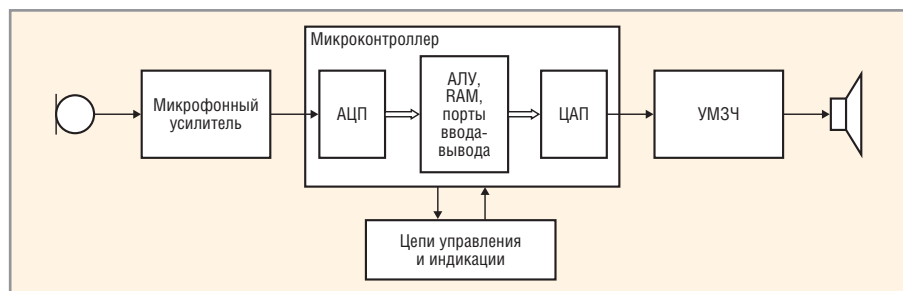 Микроконтроллер
Микрофонный
усилитель
АЦП
АЛУ,
RAM,
порты
ввода-
вывода
ЦАП
УМЗЧ
Цепи управления
и индикации